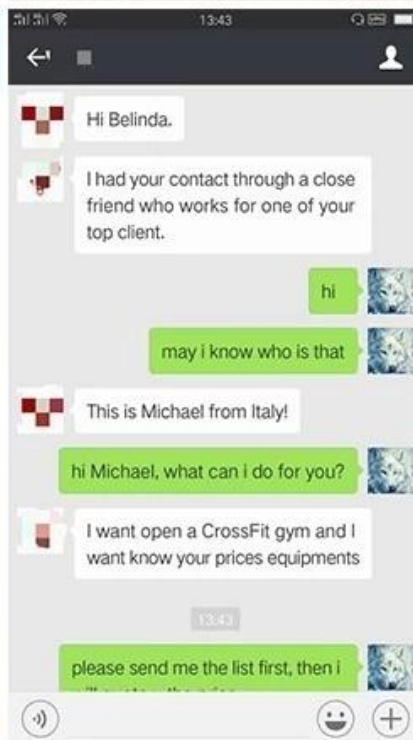 13:43
Hi Belinda.
I had your contact through a close
friend who works for one of your
top client.
hi
may i know who is that
This is Michael from Italy!
hi Michael, what can i do for you?
I want open a CrossFit gym and I
want know your prices equipments
13:43
please send me the list first, then i